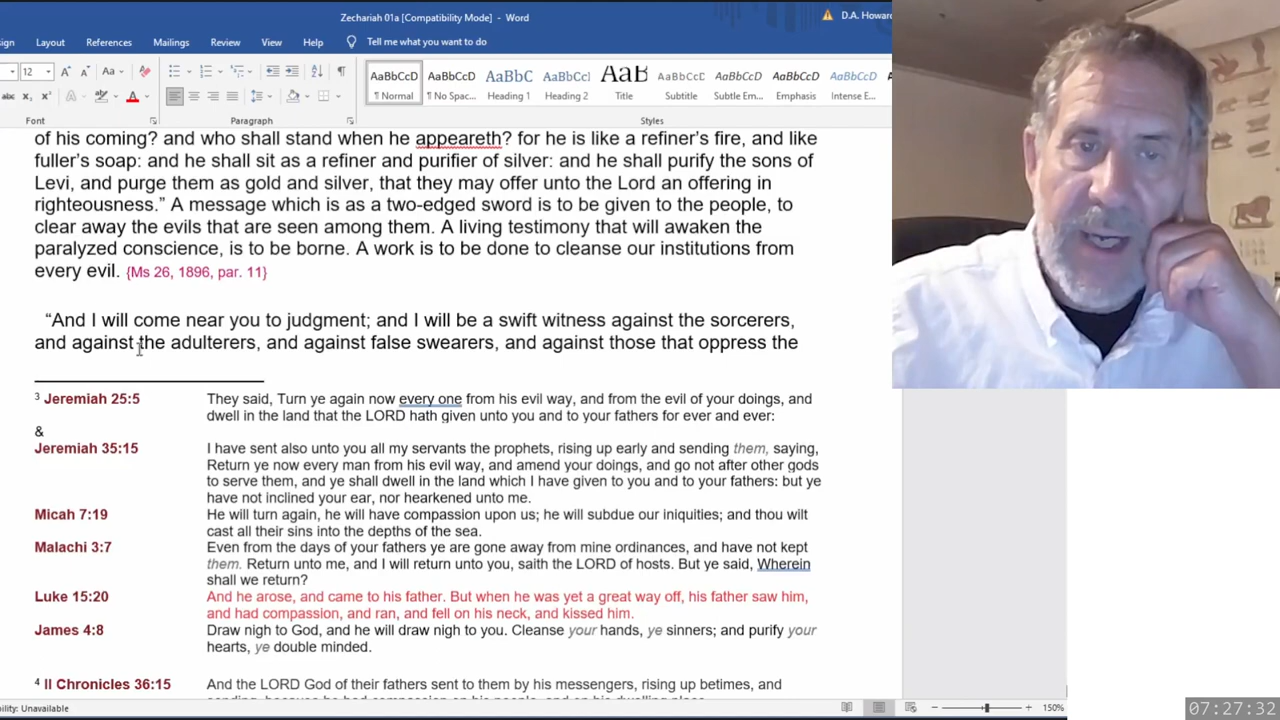 Zechariah 01a [Compatibility Mode] - Word
D.A. Howard
sign Layout References Mailings Review View Help Tell me what you want to do
12 Aa
abc x₂ x² A A
Font Paragraph Styles
AaBbCcD AaBbCcD AaBbC AaBbCcl AaB AaBbCcD AaBbCcD AaBbCcD AaBbCcD
¶ Normal ¶ No Spac... Heading 1 Heading 2 Title Subtitle Subtle Em... Emphasis Intense E...
of his coming? and who shall stand when he appeareth? for he is like a refiner’s fire, and like
fuller’s soap: and he shall sit as a refiner and purifier of silver: and he shall purify the sons of
Levi, and purge them as gold and silver, that they may offer unto the Lord an offering in
righteousness.” A message which is as a two-edged sword is to be given to the people, to
clear away the evils that are seen among them. A living testimony that will awaken the
paralyzed conscience, is to be borne. A work is to be done to cleanse our institutions from
every evil. {Ms 26, 1896, par. 11}
“And I will come near you to judgment; and I will be a swift witness against the sorcerers,
and against the adulterers, and against false swearers, and against those that oppress the
3 Jeremiah 25:5 They said, Turn ye again now every one from his evil way, and from the evil of your doings, and
dwell in the land that the LORD hath given unto you and to your fathers for ever and ever:
&
Jeremiah 35:15 I have sent also unto you all my servants the prophets, rising up early and sending them, saying,
Return ye now every man from his evil way, and amend your doings, and go not after other gods
to serve them, and ye shall dwell in the land which I have given to you and to your fathers: but ye
have not inclined your ear, nor hearkened unto me.
Micah 7:19 He will turn again, he will have compassion upon us; he will subdue our iniquities; and thou wilt
cast all their sins into the depths of the sea.
Malachi 3:7 Even from the days of your fathers ye are gone away from mine ordinances, and have not kept
them. Return unto me, and I will return unto you, saith the LORD of hosts. But ye said, Wherein
shall we return?
Luke 15:20 And he arose, and came to his father. But when he was yet a great way off, his father saw him,
and had compassion, and ran, and fell on his neck, and kissed him.
James 4:8 Draw nigh to God, and he will draw nigh to you. Cleanse your hands, ye sinners; and purify your
hearts, ye double minded.
4 II Chronicles 36:15 And the LORD God of their fathers sent to them by his messengers, rising up betimes, and
bility: Unavailable
150%
07:27:32